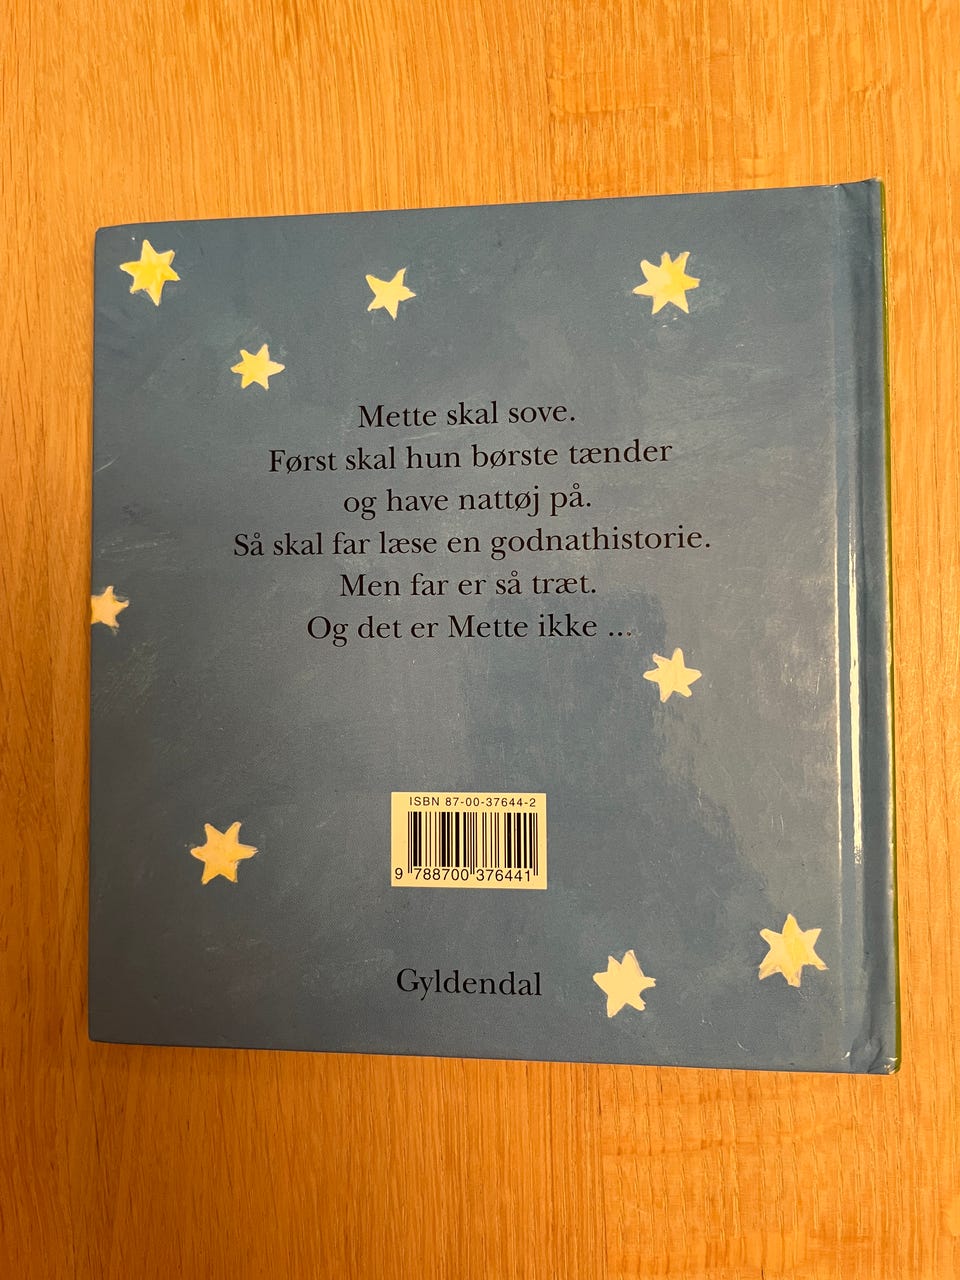 Mette skal sove.
Først skal hun børste tænder
og have nattøj på.
Så skal far læse en godnathistorie.
Men far er så træt.
Og det er Mette ikke ...
ISBN 87-00-37644-2
9 788700 376441
Gyldendal